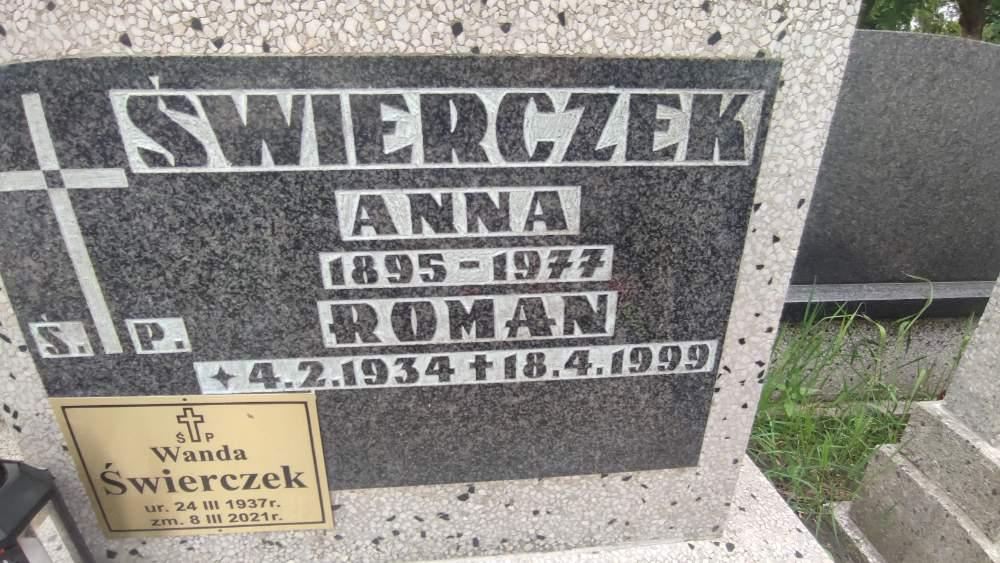 ŚWIERCZEK
ANNA
1895-1977
ROMAN
Ś. P.
✦4.2.1934✝18.4.1999
Ś P
Wanda
Świerczek
ur. 24 III 1937r.
zm. 8 III 2021r.